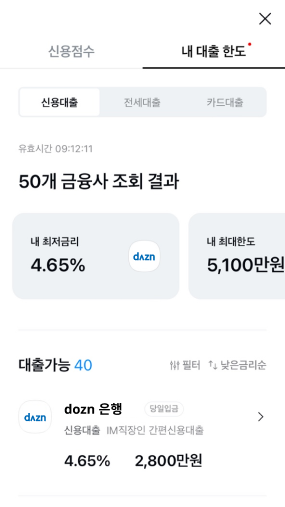 신용점수 내 대출 한도
신용대출 전세대출 카드대출
유효시간 09:12:11
50개 금융사 조회 결과
내 최저금리
4.65%
dozn
내 최대한도
5,100만원
대출가능 40
필터 낮은금리순
dozn
dozn 은행 당일입금
신용대출 IM직장인 간편신용대출
4.65% 2,800만원